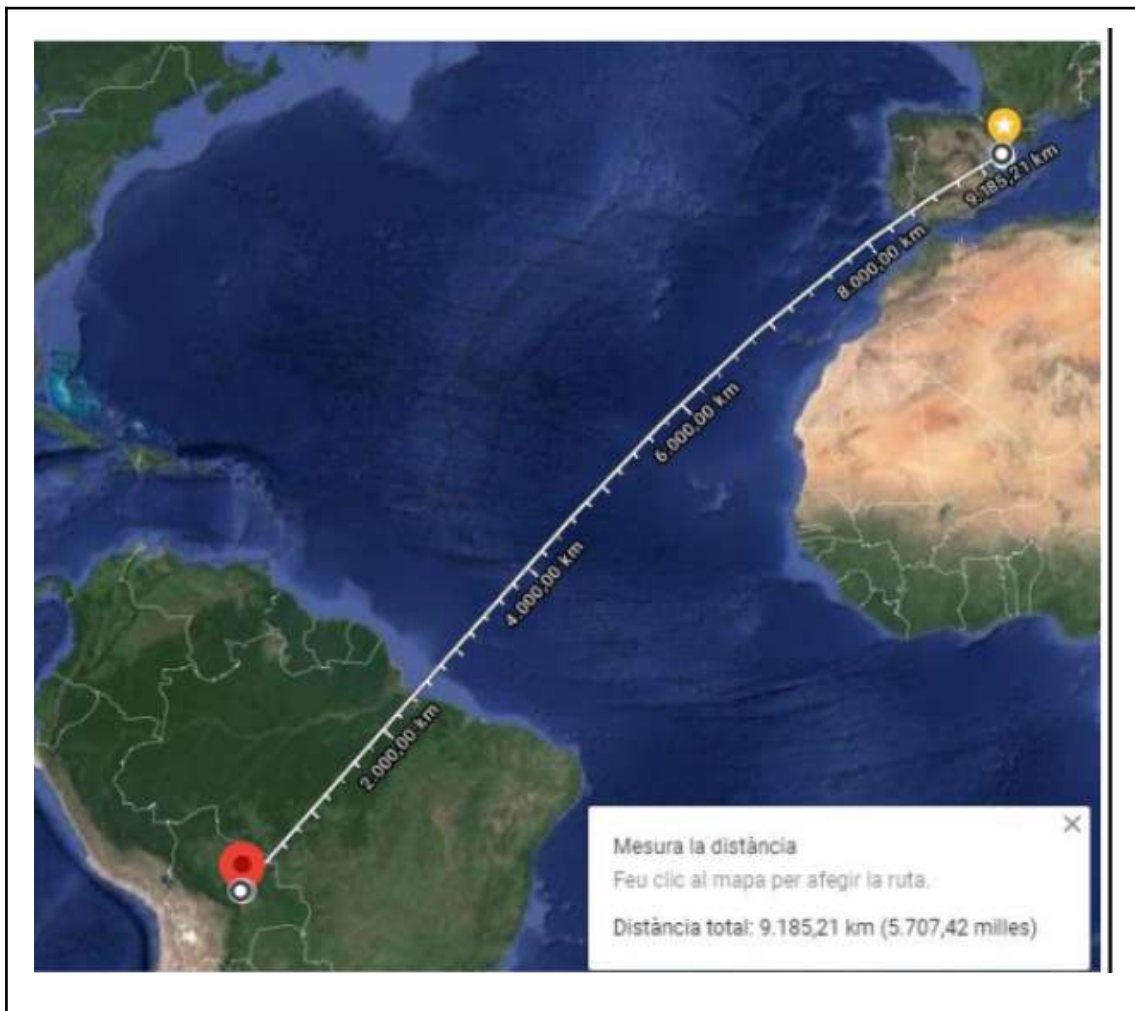 9.185,21 km
8.000,00 km
6.000,00 km
4.000,00 km
2.000,00 km
Mesura la distància
Feu clic al mapa per afegir la ruta.
Distància total: 9.185,21 km (5.707,42 milles)